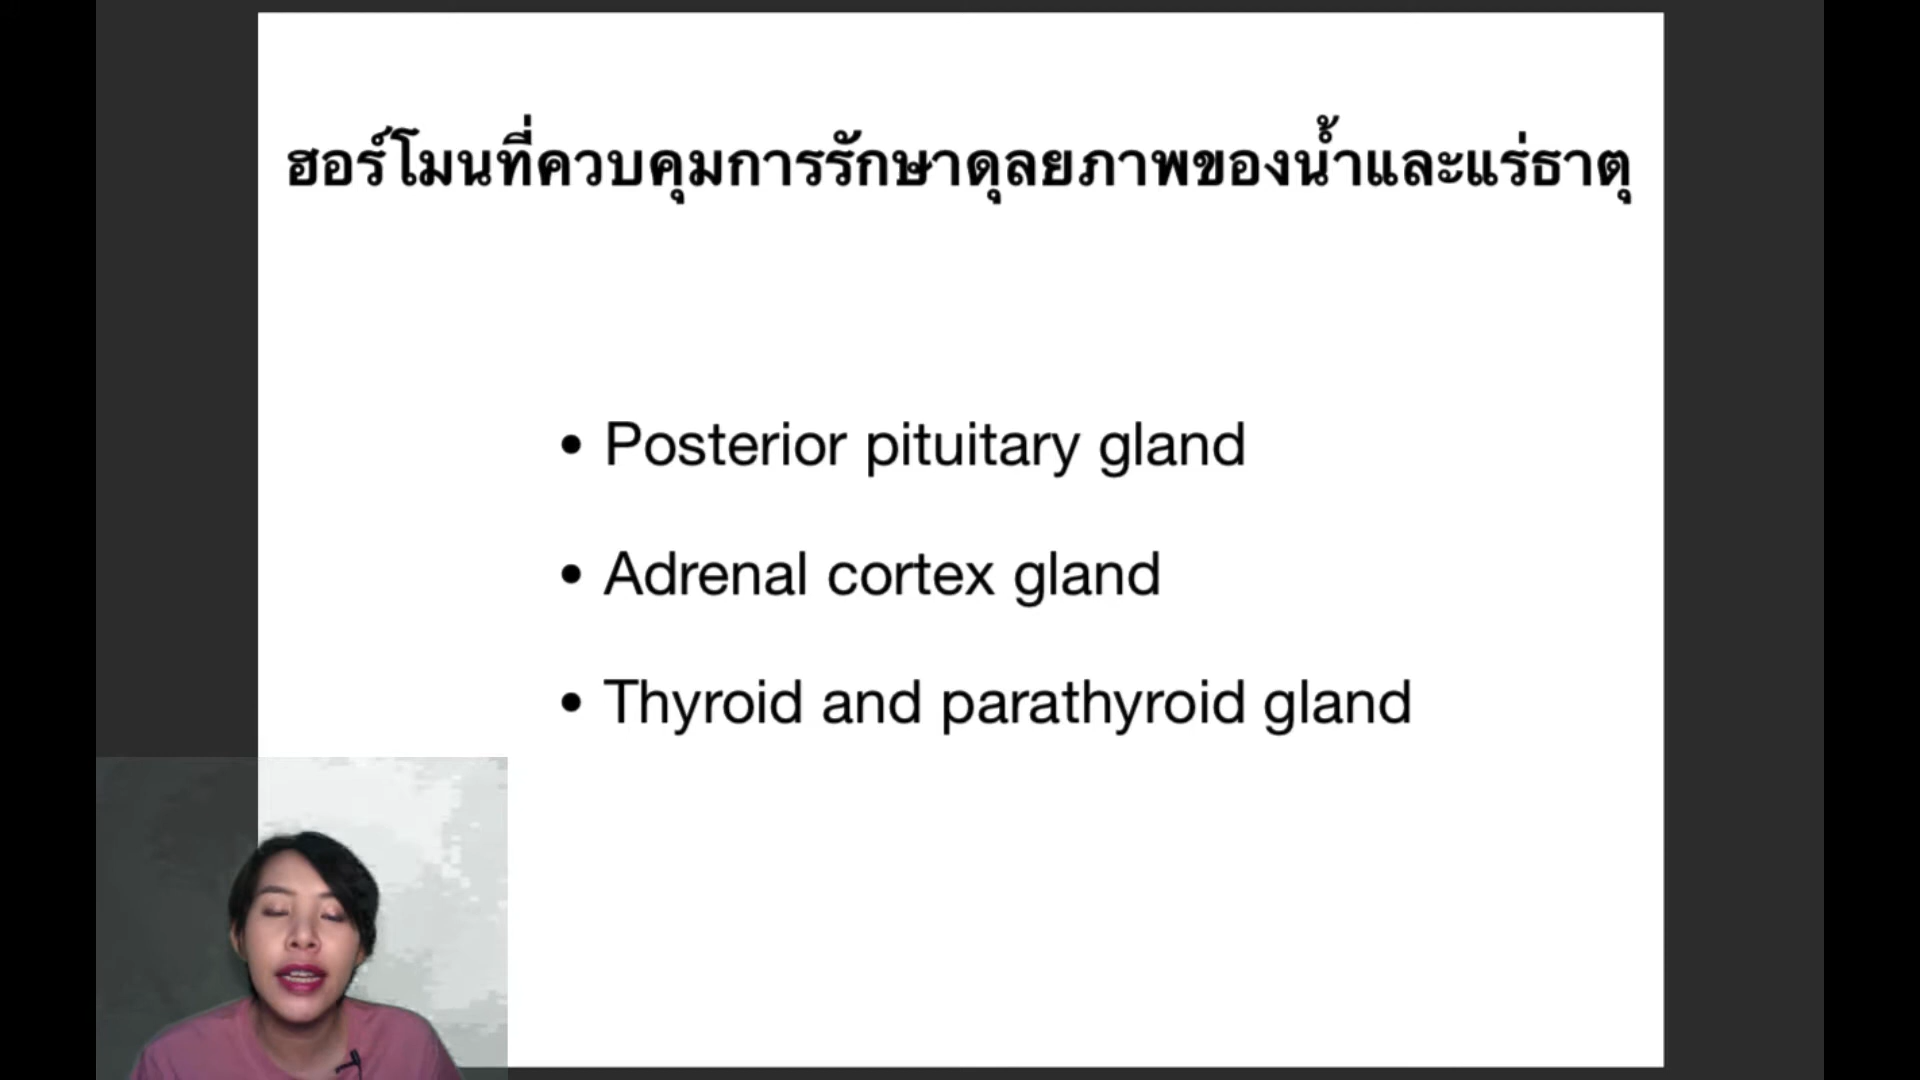 ฮอร์โมนที่ควบคุมการรักษาดุลยภาพของน้ำและแร่ธาตุ
• Posterior pituitary gland
• Adrenal cortex gland
• Thyroid and parathyroid gland